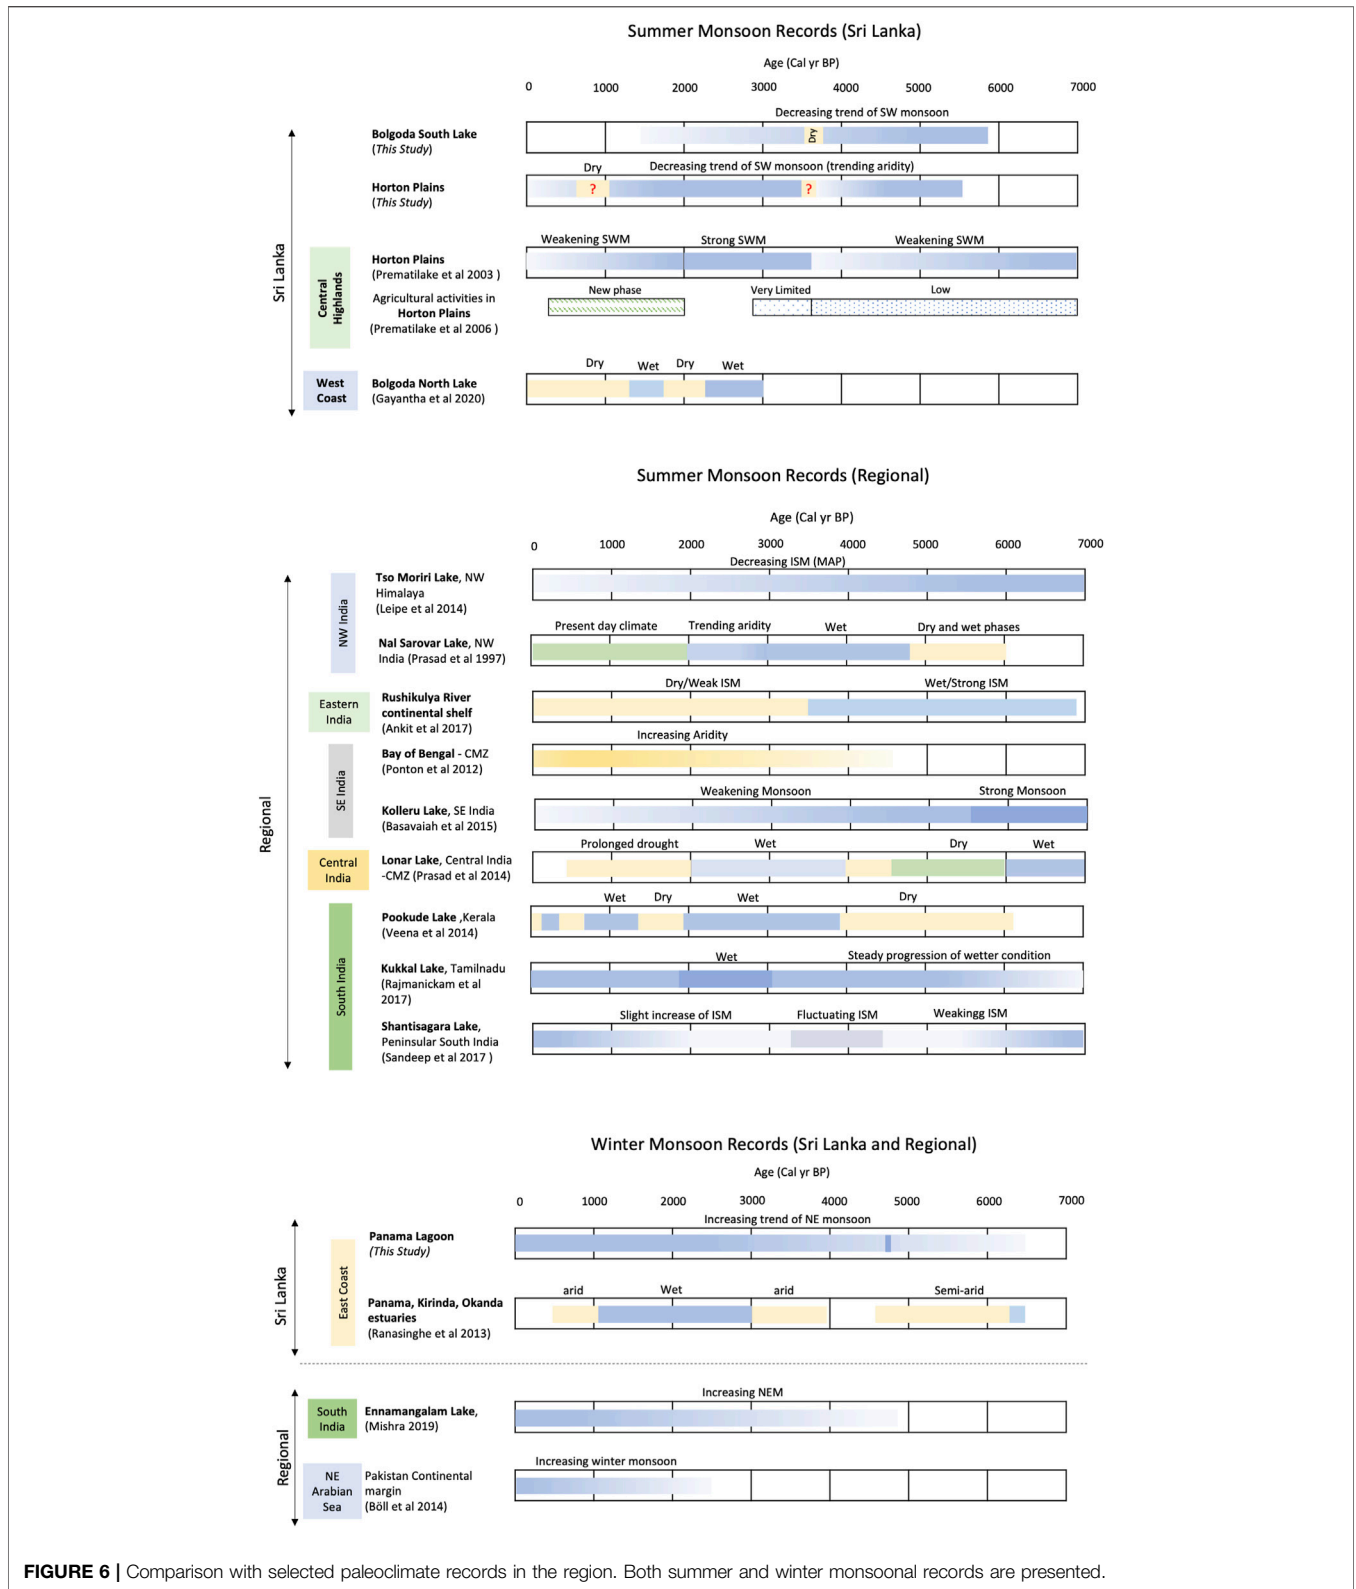 Summer Monsoon Records (Sri Lanka)
Age (Cal yr BP)
0 1000 2000 3000 4000 5000 6000 7000
Decreasing trend of SW monsoon
Bolgoda South Lake
(This Study)
Dry
Dry
Decreasing trend of SW monsoon (trending aridity)
Horton Plains
(This Study)
? ?
Sri Lanka
Central
Highlands
Weakening SWM Strong SWM Weakening SWM
Horton Plains
(Prematilake et al 2003 )
New phase Very Limited Low
Agricultural activities in
Horton Plains
(Prematilake et al 2006 )
Dry Wet Dry Wet
West
Coast
Bolgoda North Lake
(Gayantha et al 2020)
Summer Monsoon Records (Regional)
Age (Cal yr BP)
0 1000 2000 3000 4000 5000 6000 7000
Decreasing ISM (MAP)
Regional
NW India
Tso Moriri Lake, NW
Himalaya
(Leipe et al 2014)
Present day climate Trending aridity Wet Dry and wet phases
Nal Sarovar Lake, NW
India (Prasad et al 1997)
Dry/Weak ISM Wet/Strong ISM
Eastern
India
Rushikulya River
continental shelf
(Ankit et al 2017)
Increasing Aridity
SE India
Bay of Bengal - CMZ
(Ponton et al 2012)
Weakening Monsoon Strong Monsoon
Kolleru Lake, SE India
(Basavaiah et al 2015)
Prolonged drought Wet Dry Wet
Central
India
Lonar Lake, Central India
-CMZ (Prasad et al 2014)
Wet Dry Wet Dry
South India
Pookude Lake ,Kerala
(Veena et al 2014)
Wet Steady progression of wetter condition
Kukkal Lake, Tamilnadu
(Rajmanickam et al
2017)
Slight increase of ISM Fluctuating ISM Weakingg ISM
Shantisagara Lake,
Peninsular South India
(Sandeep et al 2017 )
Winter Monsoon Records (Sri Lanka and Regional)
Age (Cal yr BP)
0 1000 2000 3000 4000 5000 6000 7000
Increasing trend of NE monsoon
Sri Lanka
East Coast
Panama Lagoon
(This Study)
arid Wet arid Semi-arid
Panama, Kirinda, Okanda
estuaries
(Ranasinghe et al 2013)
Increasing NEM
Regional
South
India
Ennamangalam Lake,
(Mishra 2019)
Increasing winter monsoon
NE
Arabian
Sea
Pakistan Continental
margin
(Böll et al 2014)
FIGURE 6 | Comparison with selected paleoclimate records in the region. Both summer and winter monsoonal records are presented.